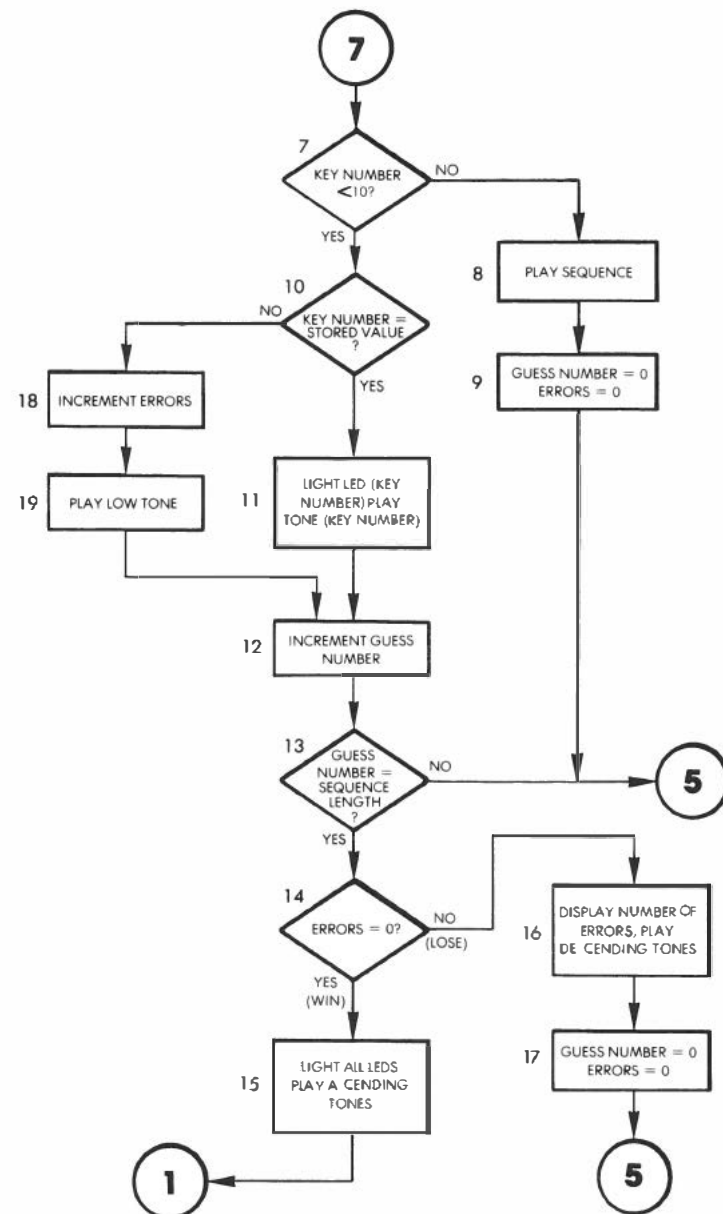 7
7
KEY NUMBER
<10?
NO
YES
8
PLAY SEQUENCE
10
KEY NUMBER =
STORED VALUE
?
NO
YES
9
GUESS NUMBER = 0
ERRORS = 0
18
INCREMENT ERRORS
19
PLAY LOW TONE
11
LIGHT LED (KEY
NUMBER) PLAY
TONE (KEY NUMBER)
12
INCREMENT GUESS
NUMBER
13
GUESS
NUMBER =
SEQUENCE
LENGTH
?
NO
5
YES
14
ERRORS = 0?
NO
(LOSE)
YES
(WIN)
16
DISPLAY NUMBER OF
ERRORS, PLAY
DE CENDING TONES
15
LIGHT ALL LEDS
PLAY A CENDING
TONES
17
GUESS NUMBER = 0
ERRORS = 0
1
5